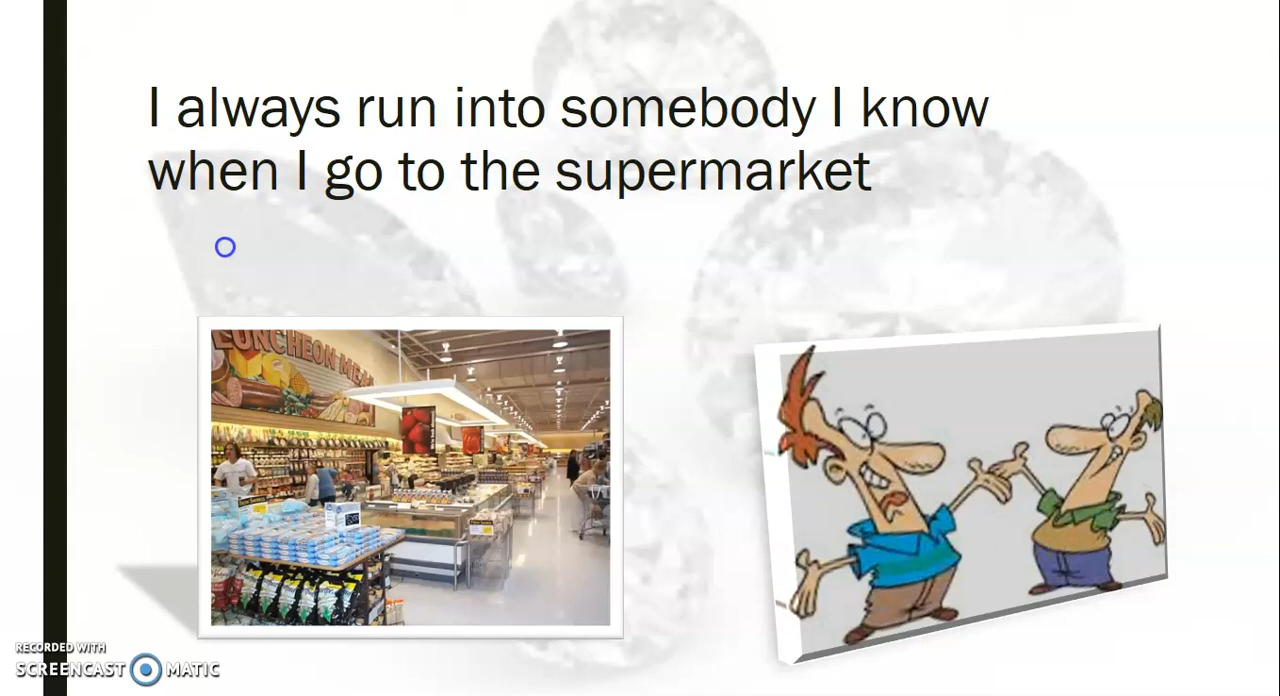 I always run into somebody I know
when I go to the supermarket
LUNCHEON MEA
RECORDED WITH
SCREENCAST MATIC